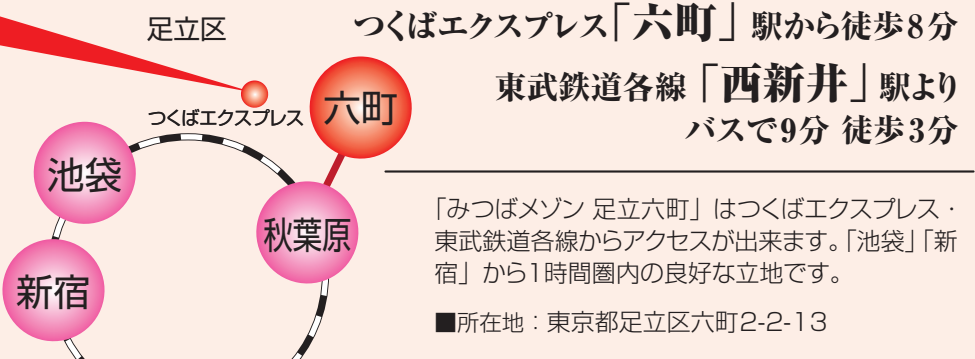 足立区
つくばエクスプレス
六町
池袋
秋葉原
新宿
つくばエクスプレス「六町」駅から徒歩8分
東武鉄道各線「西新井」駅より
バスで9分 徒歩3分
「みつばメゾン 足立六町」はつくばエクスプレス・
東武鉄道各線からアクセスが出来ます。「池袋」「新
宿」から1時間圏内の良好な立地です。
■所在地：東京都足立区六町2-2-13